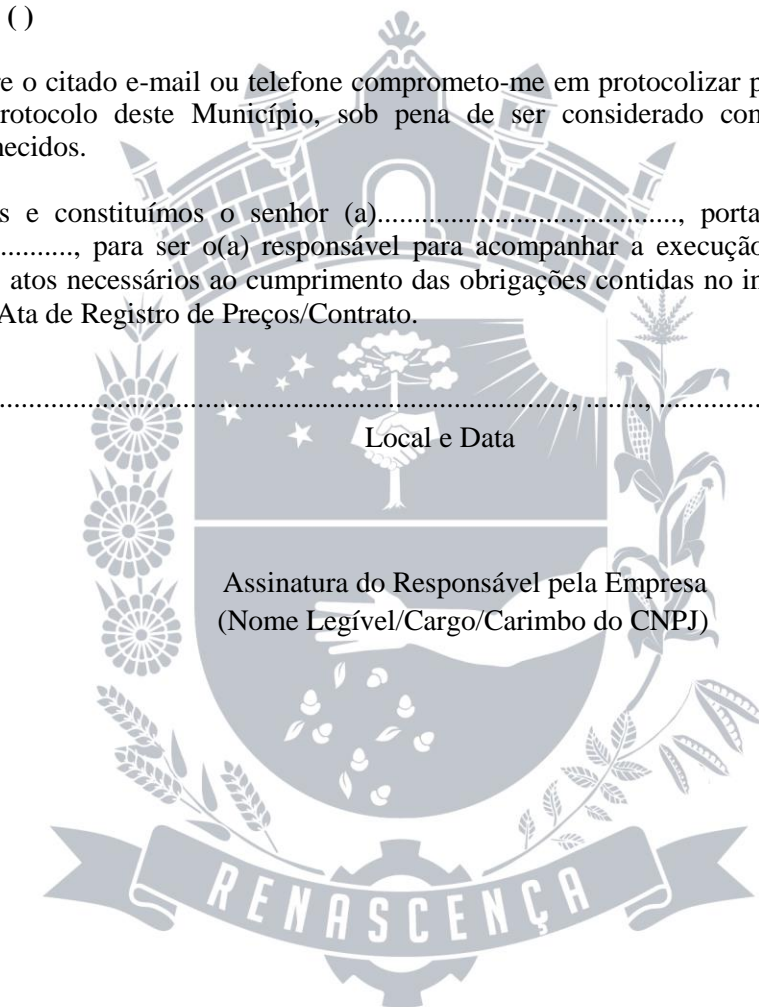 ( )
e o citado e-mail ou telefone comprometo-me em protocolizar p
rotocolo deste Município, sob pena de ser considerado com
necidos.
s e constituímos o senhor (a)........................................, porta
..........., para ser o(a) responsável para acompanhar a execução
atos necessários ao cumprimento das obrigações contidas no in
Ata de Registro de Preços/Contrato.
................................................................................, ........, ..............
Local e Data
Assinatura do Responsável pela Empresa
(Nome Legível/Cargo/Carimbo do CNPJ)
RENASCENÇA